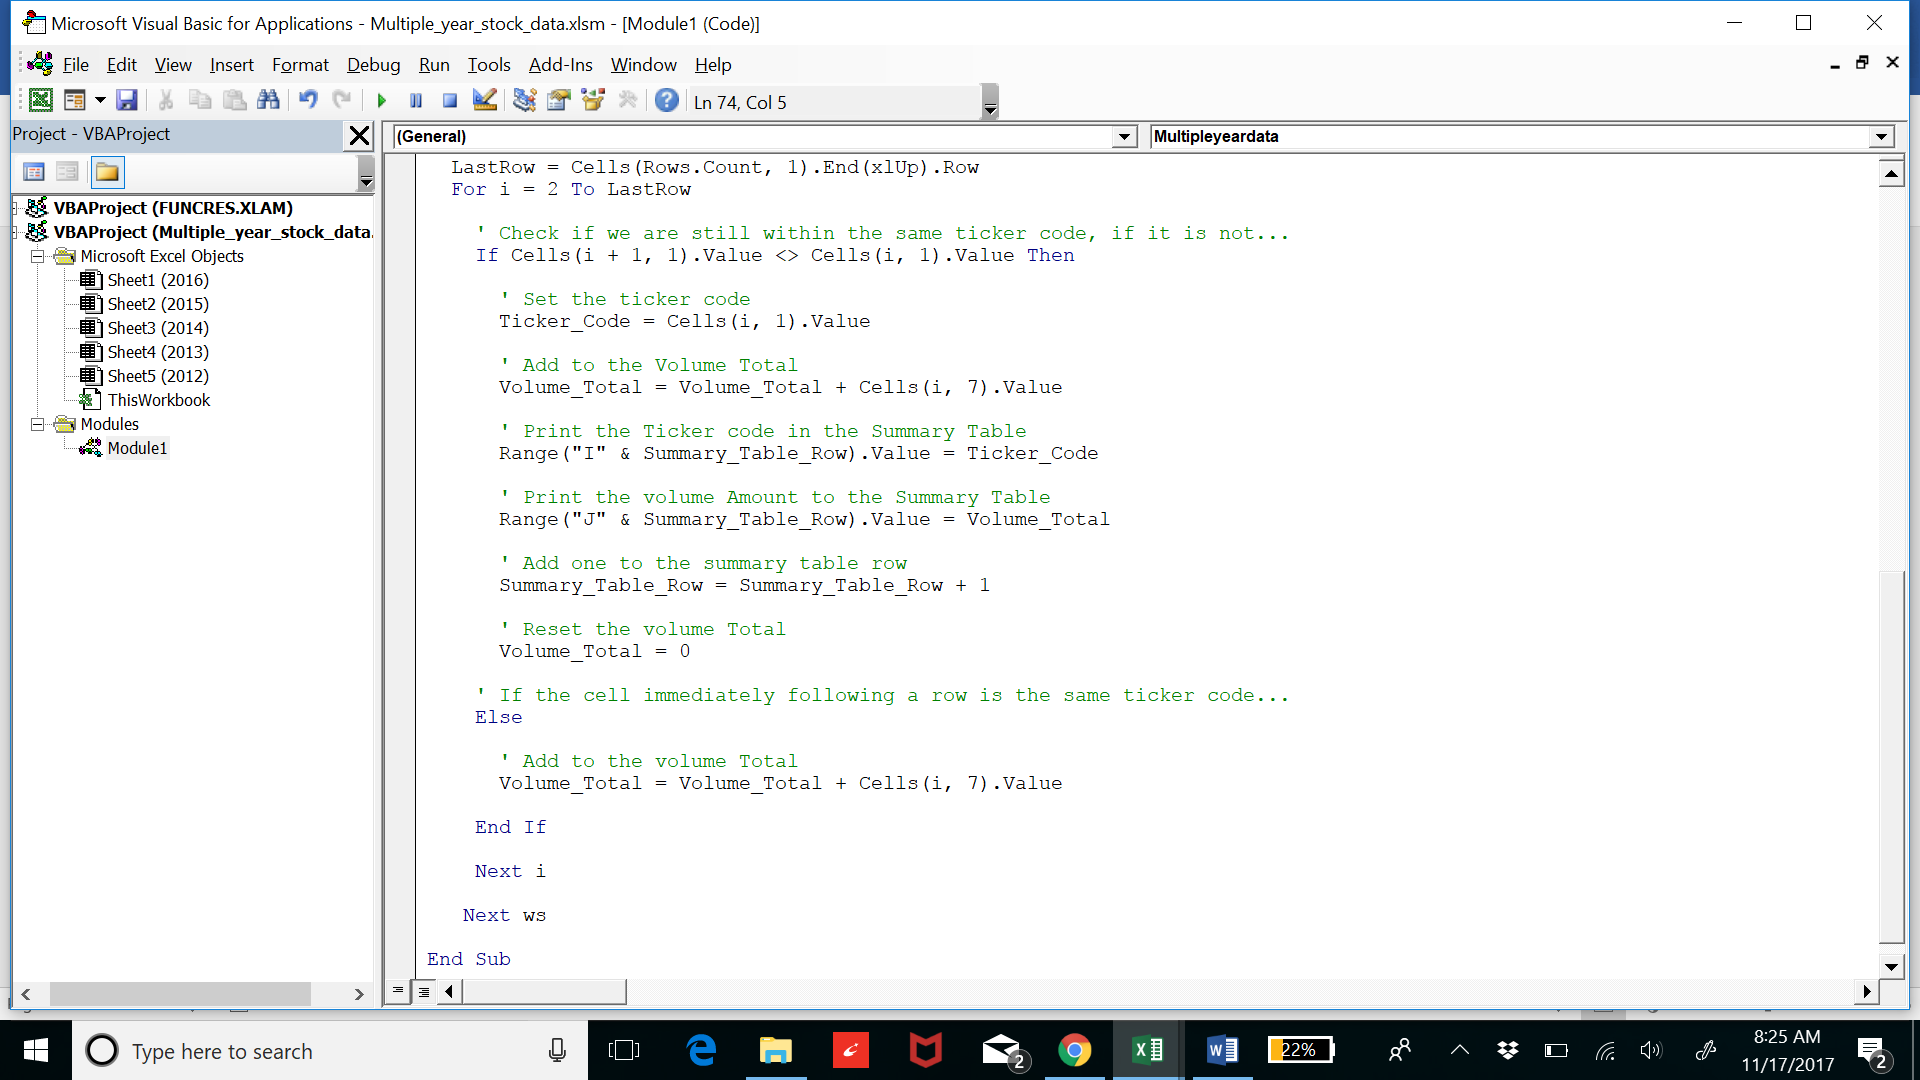 Microsoft Visual Basic for Applications - Multiple_year_stock_data.xlsm - [Module1 (Code)]
File Edit View Insert Format Debug Run Tools Add-Ins Window Help
Ln 74, Col 5
Project - VBAProject
(General)
Multipleyeardata
VBAProject (FUNCRES.XLAM)
VBAProject (Multiple_year_stock_data.
Microsoft Excel Objects
Sheet1 (2016)
Sheet2 (2015)
Sheet3 (2014)
Sheet4 (2013)
Sheet5 (2012)
ThisWorkbook
Modules
Module1
LastRow = Cells(Rows.Count, 1).End(xlUp).Row
For i = 2 To LastRow
' Check if we are still within the same ticker code, if it is not...
If Cells(i + 1, 1).Value <> Cells(i, 1).Value Then
' Set the ticker code
Ticker_Code = Cells(i, 1).Value
' Add to the Volume Total
Volume_Total = Volume_Total + Cells(i, 7).Value
' Print the Ticker code in the Summary Table
Range("I" & Summary_Table_Row).Value = Ticker_Code
' Print the volume Amount to the Summary Table
Range("J" & Summary_Table_Row).Value = Volume_Total
' Add one to the summary table row
Summary_Table_Row = Summary_Table_Row + 1
' Reset the volume Total
Volume_Total = 0
' If the cell immediately following a row is the same ticker code...
Else
' Add to the volume Total
Volume_Total = Volume_Total + Cells(i, 7).Value
End If
Next i
Next ws
End Sub
Type here to search
2
22%
8:25 AM
11/17/2017
2